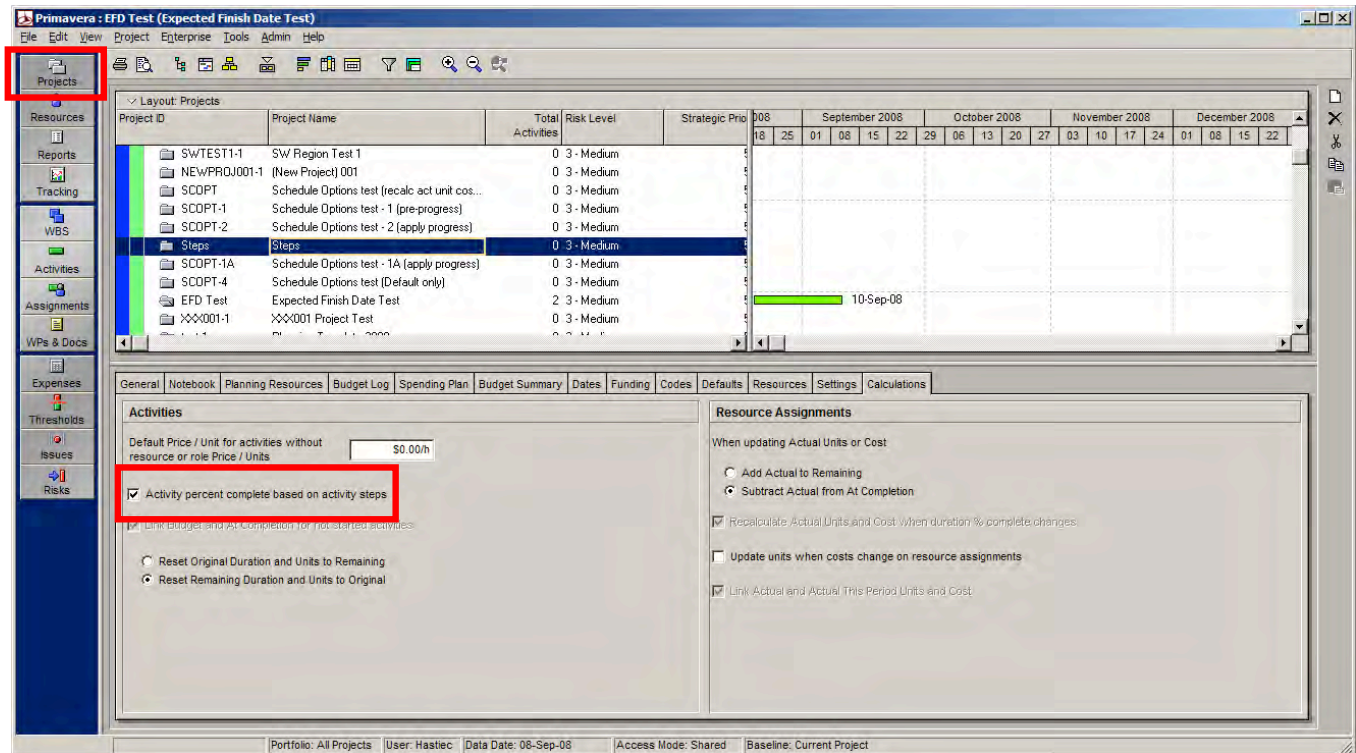 Primavera : EFD Test (Expected Finish Date Test)
File Edit View Project Enterprise Tools Admin Help
Projects
Resources
Reports
Tracking
WBS
Activities
Assignments
WPs & Docs
Expenses
Thresholds
Issues
Risks
Layout: Projects
Project ID Project Name Total Activities Risk Level Strategic Prio
008 September 2008 October 2008 November 2008 December 2008
18 25 01 08 15 22 29 06 13 20 27 03 10 17 24 01 08 15 22
SWTEST1-1 SW Region Test 1 0 3 - Medium
NEWPROJ001-1 (New Project) 001 0 3 - Medium
SCOPT Schedule Options test (recalc act unit cos... 0 3 - Medium
SCOPT-1 Schedule Options test - 1 (pre-progress) 0 3 - Medium
SCOPT-2 Schedule Options test - 2 (apply progress) 0 3 - Medium
Steps Steps 0 3 - Medium
SCOPT-1A Schedule Options test - 1A (apply progress) 0 3 - Medium
SCOPT-4 Schedule Options test (Default only) 0 3 - Medium
EFD Test Expected Finish Date Test 2 3 - Medium 10-Sep-08
XXX001-1 XXX001 Project Test 0 3 - Medium
General Notebook Planning Resources Budget Log Spending Plan Budget Summary Dates Funding Codes Defaults Resources Settings Calculations
Activities
Default Price / Unit for activities without
resource or role Price / Units
$0.00/h
Activity percent complete based on activity steps
Link Budget and At Completion for not started activities
Reset Original Duration and Units to Remaining
Reset Remaining Duration and Units to Original
Resource Assignments
When updating Actual Units or Cost
Add Actual to Remaining
Subtract Actual from At Completion
Recalculate Actual Units and Cost when duration % complete changes
Update units when costs change on resource assignments
Link Actual and Actual This Period Units and Cost
Portfolio: All Projects User: Hastiec Data Date: 08-Sep-08 Access Mode: Shared Baseline: Current Project